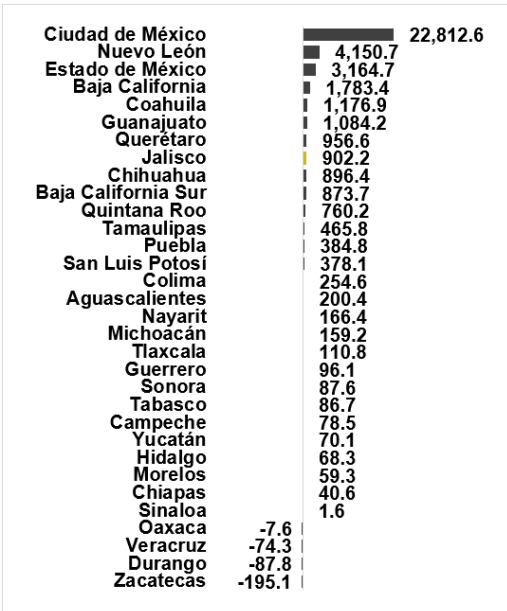 Ciudad de México 22,812.6
Nuevo León 4,150.7
Estado de México 3,164.7
Baja California 1,783.4
Coahuila 1,176.9
Guanajuato 1,084.2
Querétaro 956.6
Jalisco 902.2
Chihuahua 896.4
Baja California Sur 873.7
Quintana Roo 760.2
Tamaulipas 465.8
Puebla 384.8
San Luis Potosí 378.1
Colima 254.6
Aguascalientes 200.4
Nayarit 166.4
Michoacán 159.2
Tlaxcala 110.8
Guerrero 96.1
Sonora 87.6
Tabasco 86.7
Campeche 78.5
Yucatán 70.1
Hidalgo 68.3
Morelos 59.3
Chiapas 40.6
Sinaloa 1.6
Oaxaca -7.6
Veracruz -74.3
Durango -87.8
Zacatecas -195.1